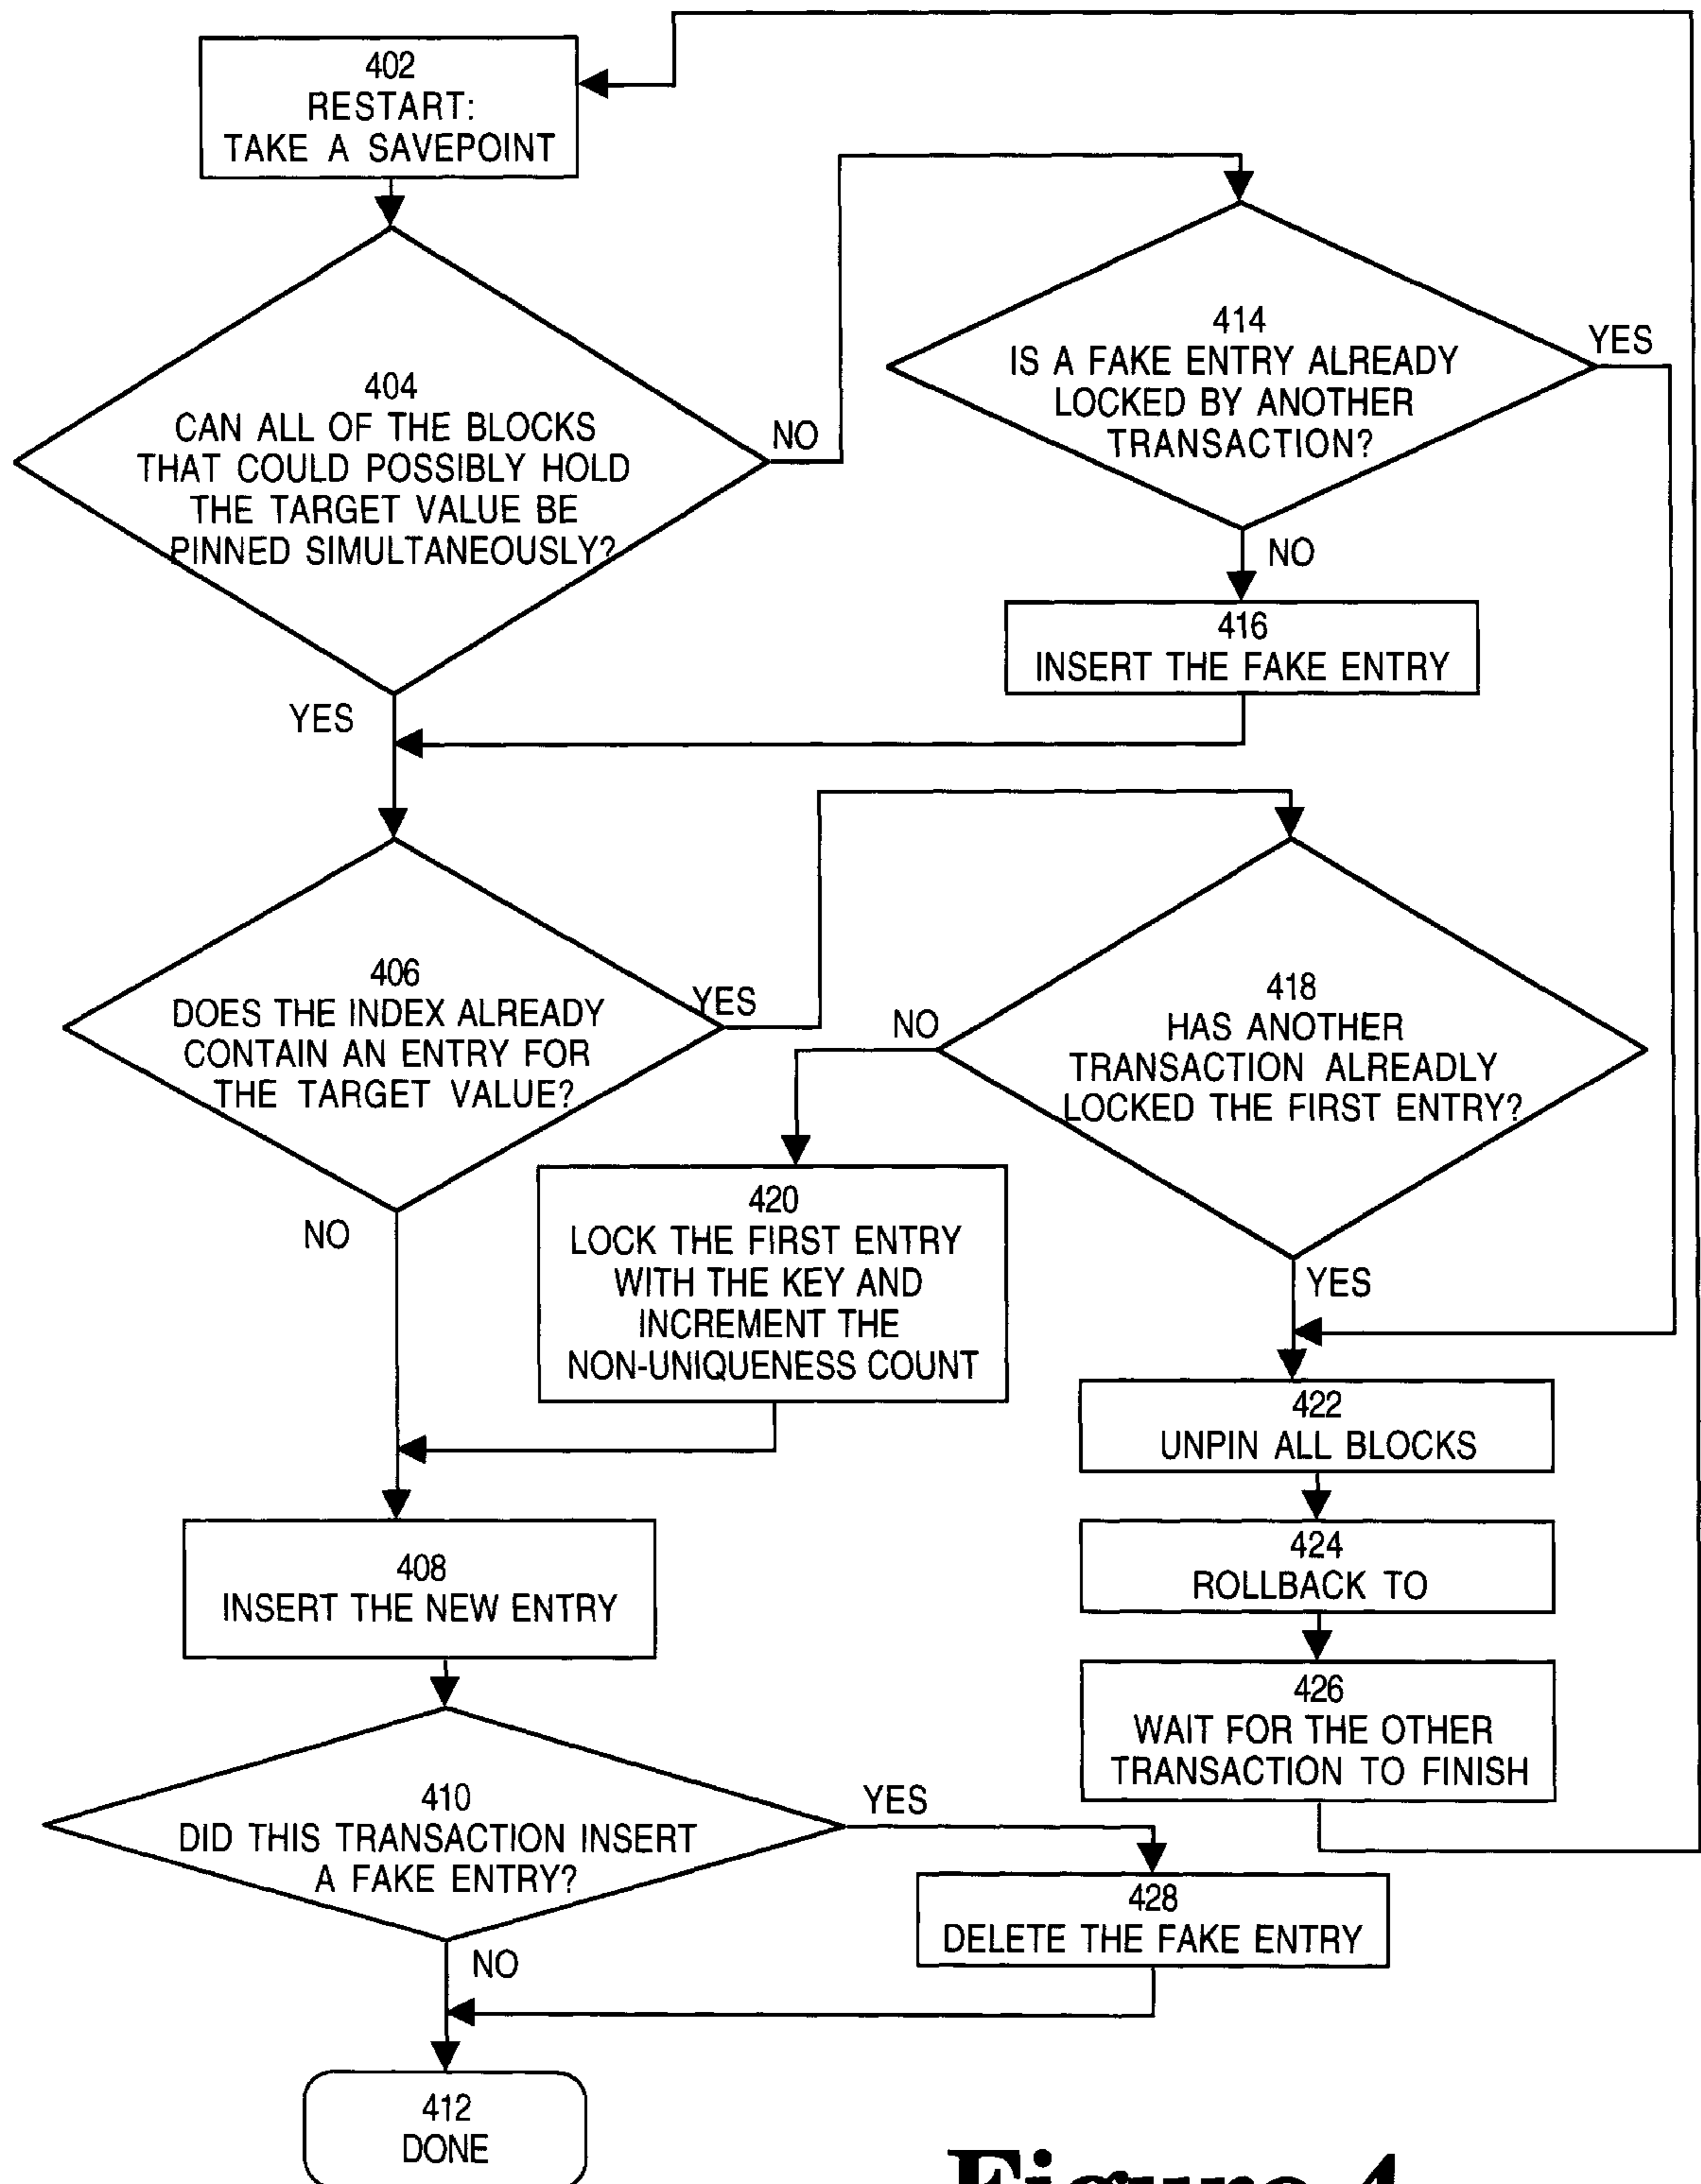 402
RESTART:
TAKE A SAVEPOINT
404
CAN ALL OF THE BLOCKS
THAT COULD POSSIBLY HOLD
THE TARGET VALUE BE
PINNED SIMULTANEOUSLY?
NO
YES
414
IS A FAKE ENTRY ALREADY
LOCKED BY ANOTHER
TRANSACTION?
YES
NO
416
INSERT THE FAKE ENTRY
406
DOES THE INDEX ALREADY
CONTAIN AN ENTRY FOR
THE TARGET VALUE?
YES
NO
418
HAS ANOTHER
TRANSACTION ALREADLY
LOCKED THE FIRST ENTRY?
NO
YES
420
LOCK THE FIRST ENTRY
WITH THE KEY AND
INCREMENT THE
NON-UNIQUENESS COUNT
422
UNPIN ALL BLOCKS
424
ROLLBACK TO
426
WAIT FOR THE OTHER
TRANSACTION TO FINISH
408
INSERT THE NEW ENTRY
410
DID THIS TRANSACTION INSERT
A FAKE ENTRY?
YES
NO
428
DELETE THE FAKE ENTRY
412
DONE
Figure 4